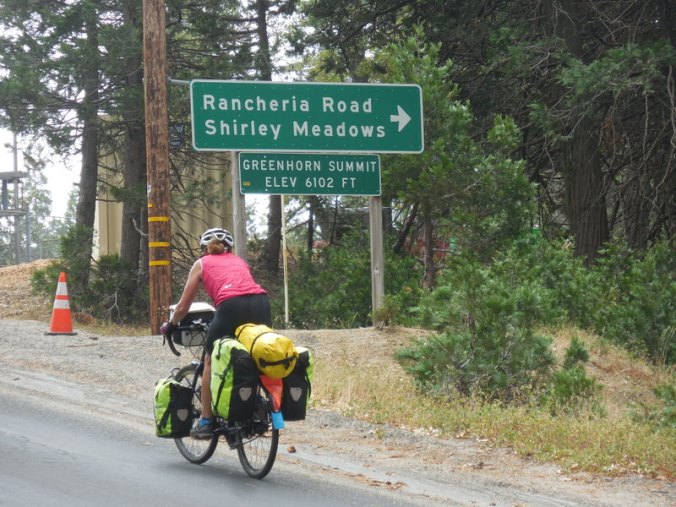 Rancheria Road
Shirley Meadows
GREENHORN SUMMIT
ELEV 6102 FT